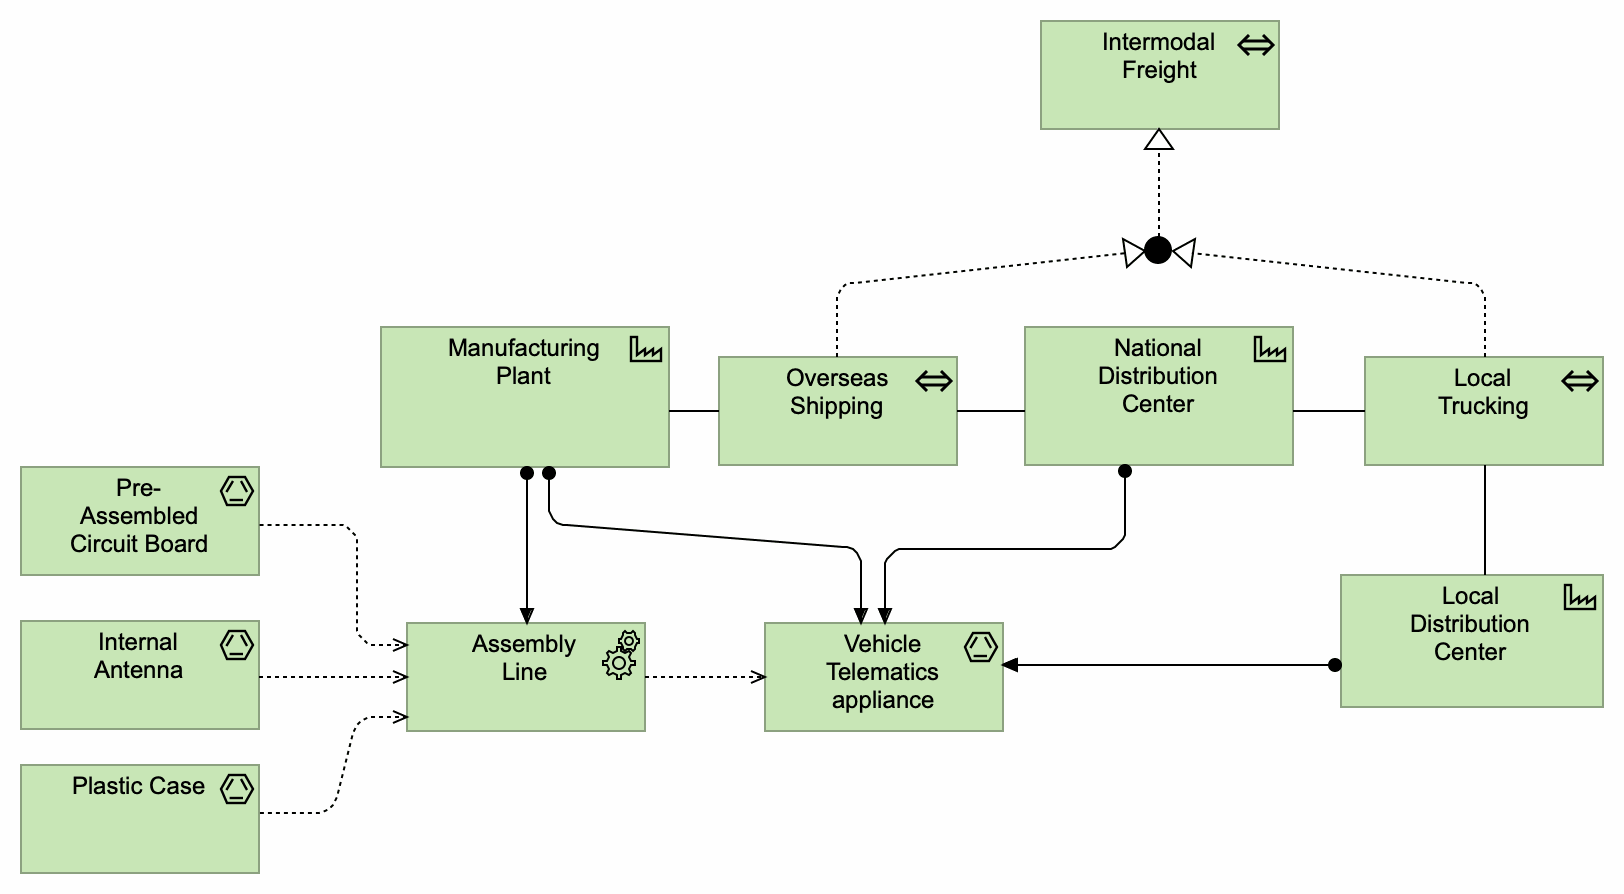 Intermodal
Freight
Manufacturing
Plant
Overseas
Shipping
National
Distribution
Center
Local
Trucking
Pre-
Assembled
Circuit Board
Internal
Antenna
Plastic Case
Assembly
Line
Vehicle
Telematics
appliance
Local
Distribution
Center